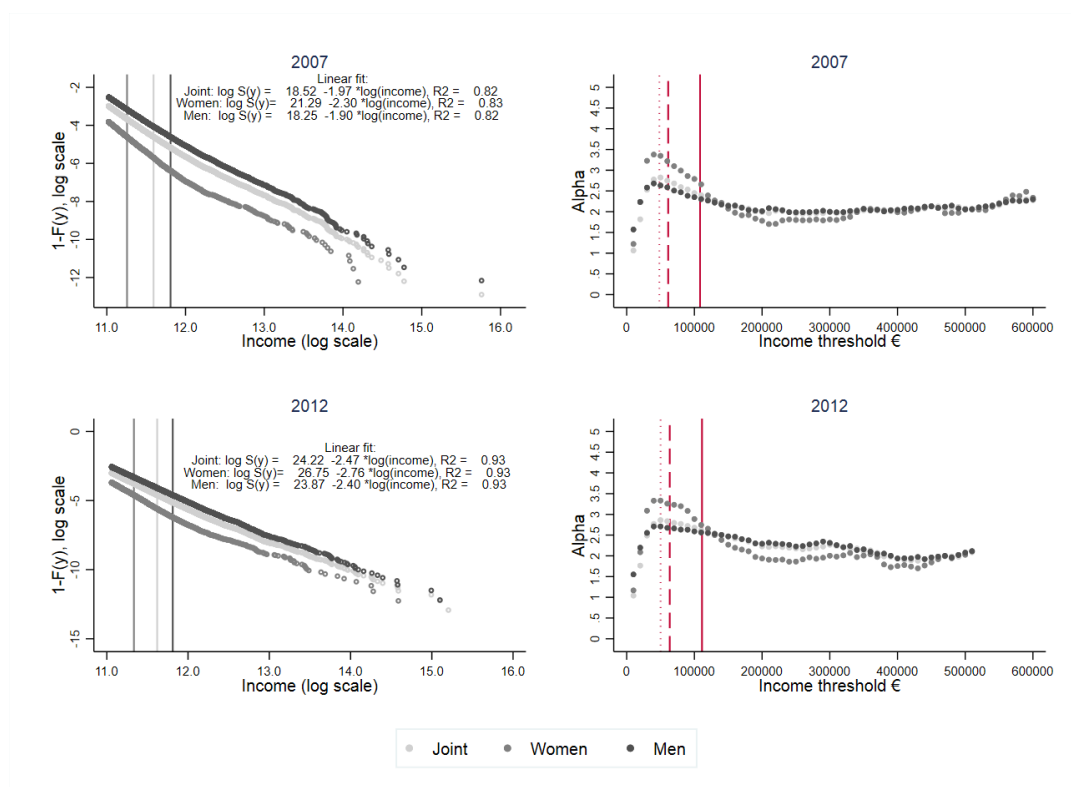 2007
Linear fit:
Joint: log S(y) = 18.52 -1.97 *log(income), R2 = 0.82
Women: log S(y)= 21.29 -2.30 *log(income), R2 = 0.83
Men: log S(y) = 18.25 -1.90 *log(income), R2 = 0.82
1-F(y), log scale
-2
-4
-6
-8
-10
-12
11.0 12.0 13.0 14.0 15.0 16.0
Income (log scale)
2007
Alpha
5
4.5
4
3.5
3
2.5
2
1.5
1
.5
0
0 100000 200000 300000 400000 500000 600000
Income threshold €
2012
Linear fit:
Joint: log S(y) = 24.22 -2.47 *log(income), R2 = 0.93
Women: log S(y)= 26.75 -2.76 *log(income), R2 = 0.93
Men: log S(y) = 23.87 -2.40 *log(income), R2 = 0.93
1-F(y), log scale
0
-5
-10
-15
11.0 12.0 13.0 14.0 15.0 16.0
Income (log scale)
2012
Alpha
5
4.5
4
3.5
3
2.5
2
1.5
1
.5
0
0 100000 200000 300000 400000 500000 600000
Income threshold €
Joint Women Men